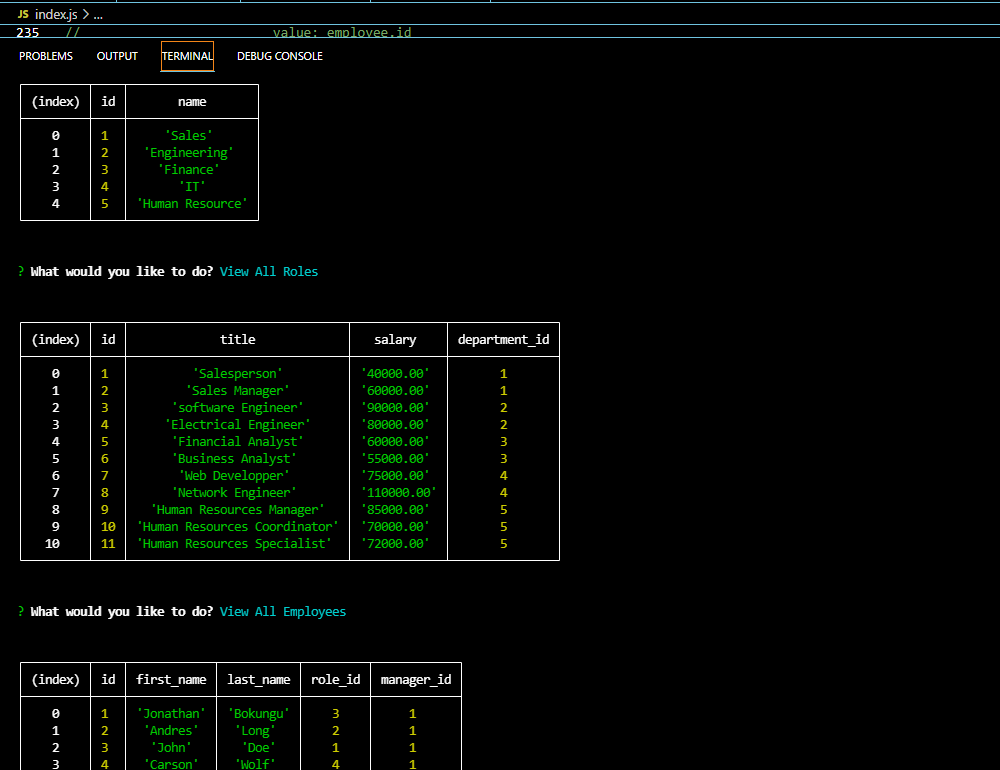 JS index.js > ...
235 // value: employee.id
PROBLEMS OUTPUT TERMINAL DEBUG CONSOLE
(index) id name
0 1 'Sales'
1 2 'Engineering'
2 3 'Finance'
3 4 'IT'
4 5 'Human Resource'
? What would you like to do? View All Roles
(index) id title salary department_id
0 1 'Salesperson' '40000.00' 1
1 2 'Sales Manager' '60000.00' 1
2 3 'software Engineer' '90000.00' 2
3 4 'Electrical Engineer' '80000.00' 2
4 5 'Financial Analyst' '60000.00' 3
5 6 'Business Analyst' '55000.00' 3
6 7 'Web Developper' '75000.00' 4
7 8 'Network Engineer' '110000.00' 4
8 9 'Human Resources Manager' '85000.00' 5
9 10 'Human Resources Coordinator' '70000.00' 5
10 11 'Human Resources Specialist' '72000.00' 5
? What would you like to do? View All Employees
(index) id first_name last_name role_id manager_id
0 1 'Jonathan' 'Bokungu' 3 1
1 2 'Andres' 'Long' 2 1
2 3 'John' 'Doe' 1 1
3 4 'Carson' 'Wolf' 4 1